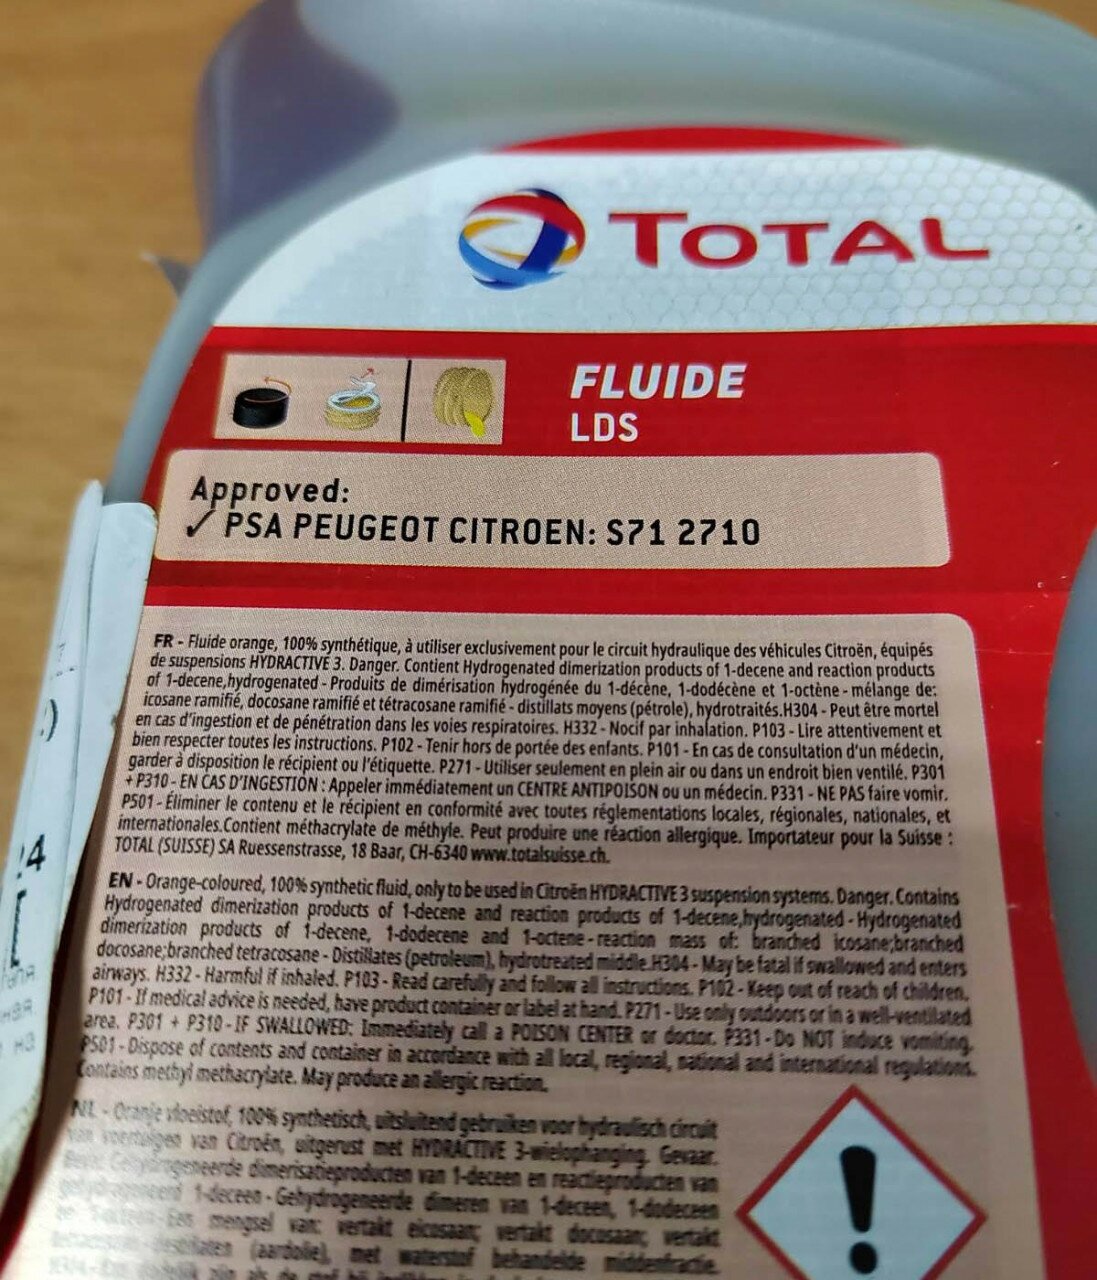 TOTAL
FLUIDE
LDS
Approved:
✓ PSA PEUGEOT CITROEN: S71 2710
FR - Fluide orange, 100% synthétique, à utiliser exclusivement pour le circuit hydraulique des véhicules Citroën, équipés
de suspensions HYDRACTIVE 3. Danger. Contient Hydrogenated dimerization products of 1-decene and reaction products
of 1-decene,hydrogenated - Produits de dimérisation hydrogénée du 1-décène, 1-dodécène et 1-octène - mélange de:
icosane ramifié, docosane ramifié et tétracosane ramifié - distillats moyens (pétrole), hydrotraités.H304 - Peut être mortel
en cas d'ingestion et de pénétration dans les voies respiratoires. H332 - Nocif par inhalation. P103 - Lire attentivement et
bien respecter toutes les instructions. P102 - Tenir hors de portée des enfants. P101 - En cas de consultation d'un médecin,
garder à disposition le récipient ou l'étiquette. P271 - Utiliser seulement en plein air ou dans un endroit bien ventilé. P301
+ P310 - EN CAS D'INGESTION : Appeler immédiatement un CENTRE ANTIPOISON ou un médecin. P331 - NE PAS faire vomir.
P501 - Éliminer le contenu et le récipient en conformité avec toutes réglementations locales, régionales, nationales, et
internationales.Contient méthacrylate de méthyle. Peut produire une réaction allergique. Importateur pour la Suisse :
TOTAL (SUISSE) SA Ruessenstrasse, 18 Baar, CH-6340 www.totalsuisse.ch.
EN - Orange-coloured, 100% synthetic fluid, only to be used in Citroën HYDRACTIVE 3 suspension systems. Danger. Contains
Hydrogenated dimerization products of 1-decene and reaction products of 1-decene,hydrogenated - Hydrogenated
dimerization products of 1-decene, 1-dodecene and 1-octene - reaction mass of: branched icosane;branched
docosane;branched tetracosane - Distillates (petroleum), hydrotreated middle.H304 - May be fatal if swallowed and enters
airways. H332 - Harmful if inhaled. P103 - Read carefully and follow all instructions. P102 - Keep out of reach of children.
P101 - If medical advice is needed, have product container or label at hand. P271 - Use only outdoors or in a well-ventilated
area. P301 + P310 - IF SWALLOWED: Immediately call a POISON CENTER or doctor. P331 - Do NOT induce vomiting.
P501 - Dispose of contents and container in accordance with all local, regional, national and international regulations.
Contains methyl methacrylate. May produce an allergic reaction.
NL - Oranje vloeistof, 100% synthetisch, uitsluitend gebruiken voor hydraulisch circuit
van voertuigen van Citroën, uitgerust met HYDRACTIVE 3-wielophanging. Gevaar.
Bevat Gehydrogeneerde dimerisatieproducten van 1-deceen en reactieproducten van
gehydrogeneerd 1-deceen - Gehydrogeneerde dimeren van 1-deceen, 1-dodeceen
Een mengsel van: vertakt eicosaan; vertakt docosaan; vertakt
destilaten (aardolie), met waterstof behandelde middenfractie.
24